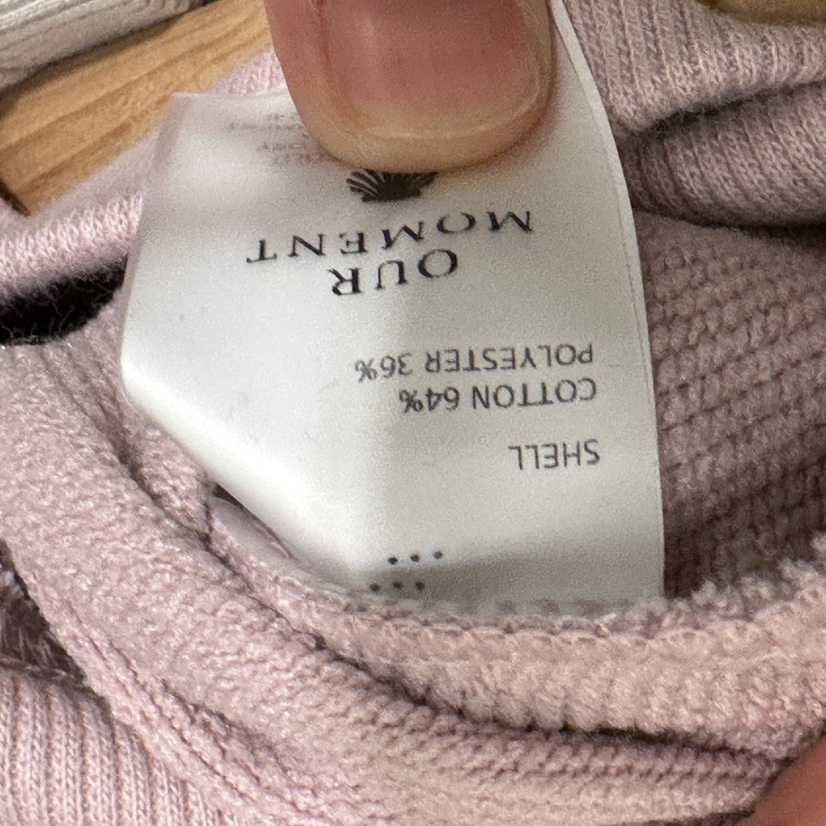 SHELL
COTTON 64%
POLYESTER 36%
OUR
MOMENT